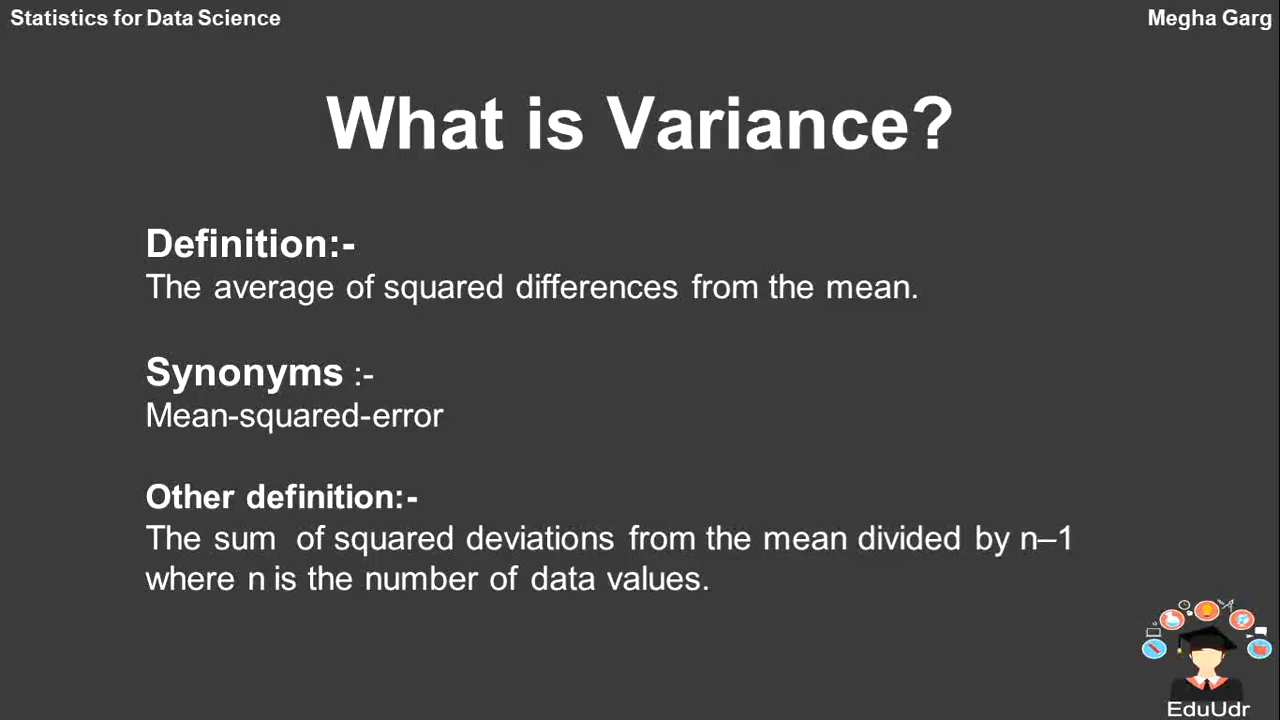 Statistics for Data Science
Megha Garg
What is Variance?
Definition:-
The average of squared differences from the mean.
Synonyms :-
Mean-squared-error
Other definition:-
The sum of squared deviations from the mean divided by n–1
where n is the number of data values.
EduUdr